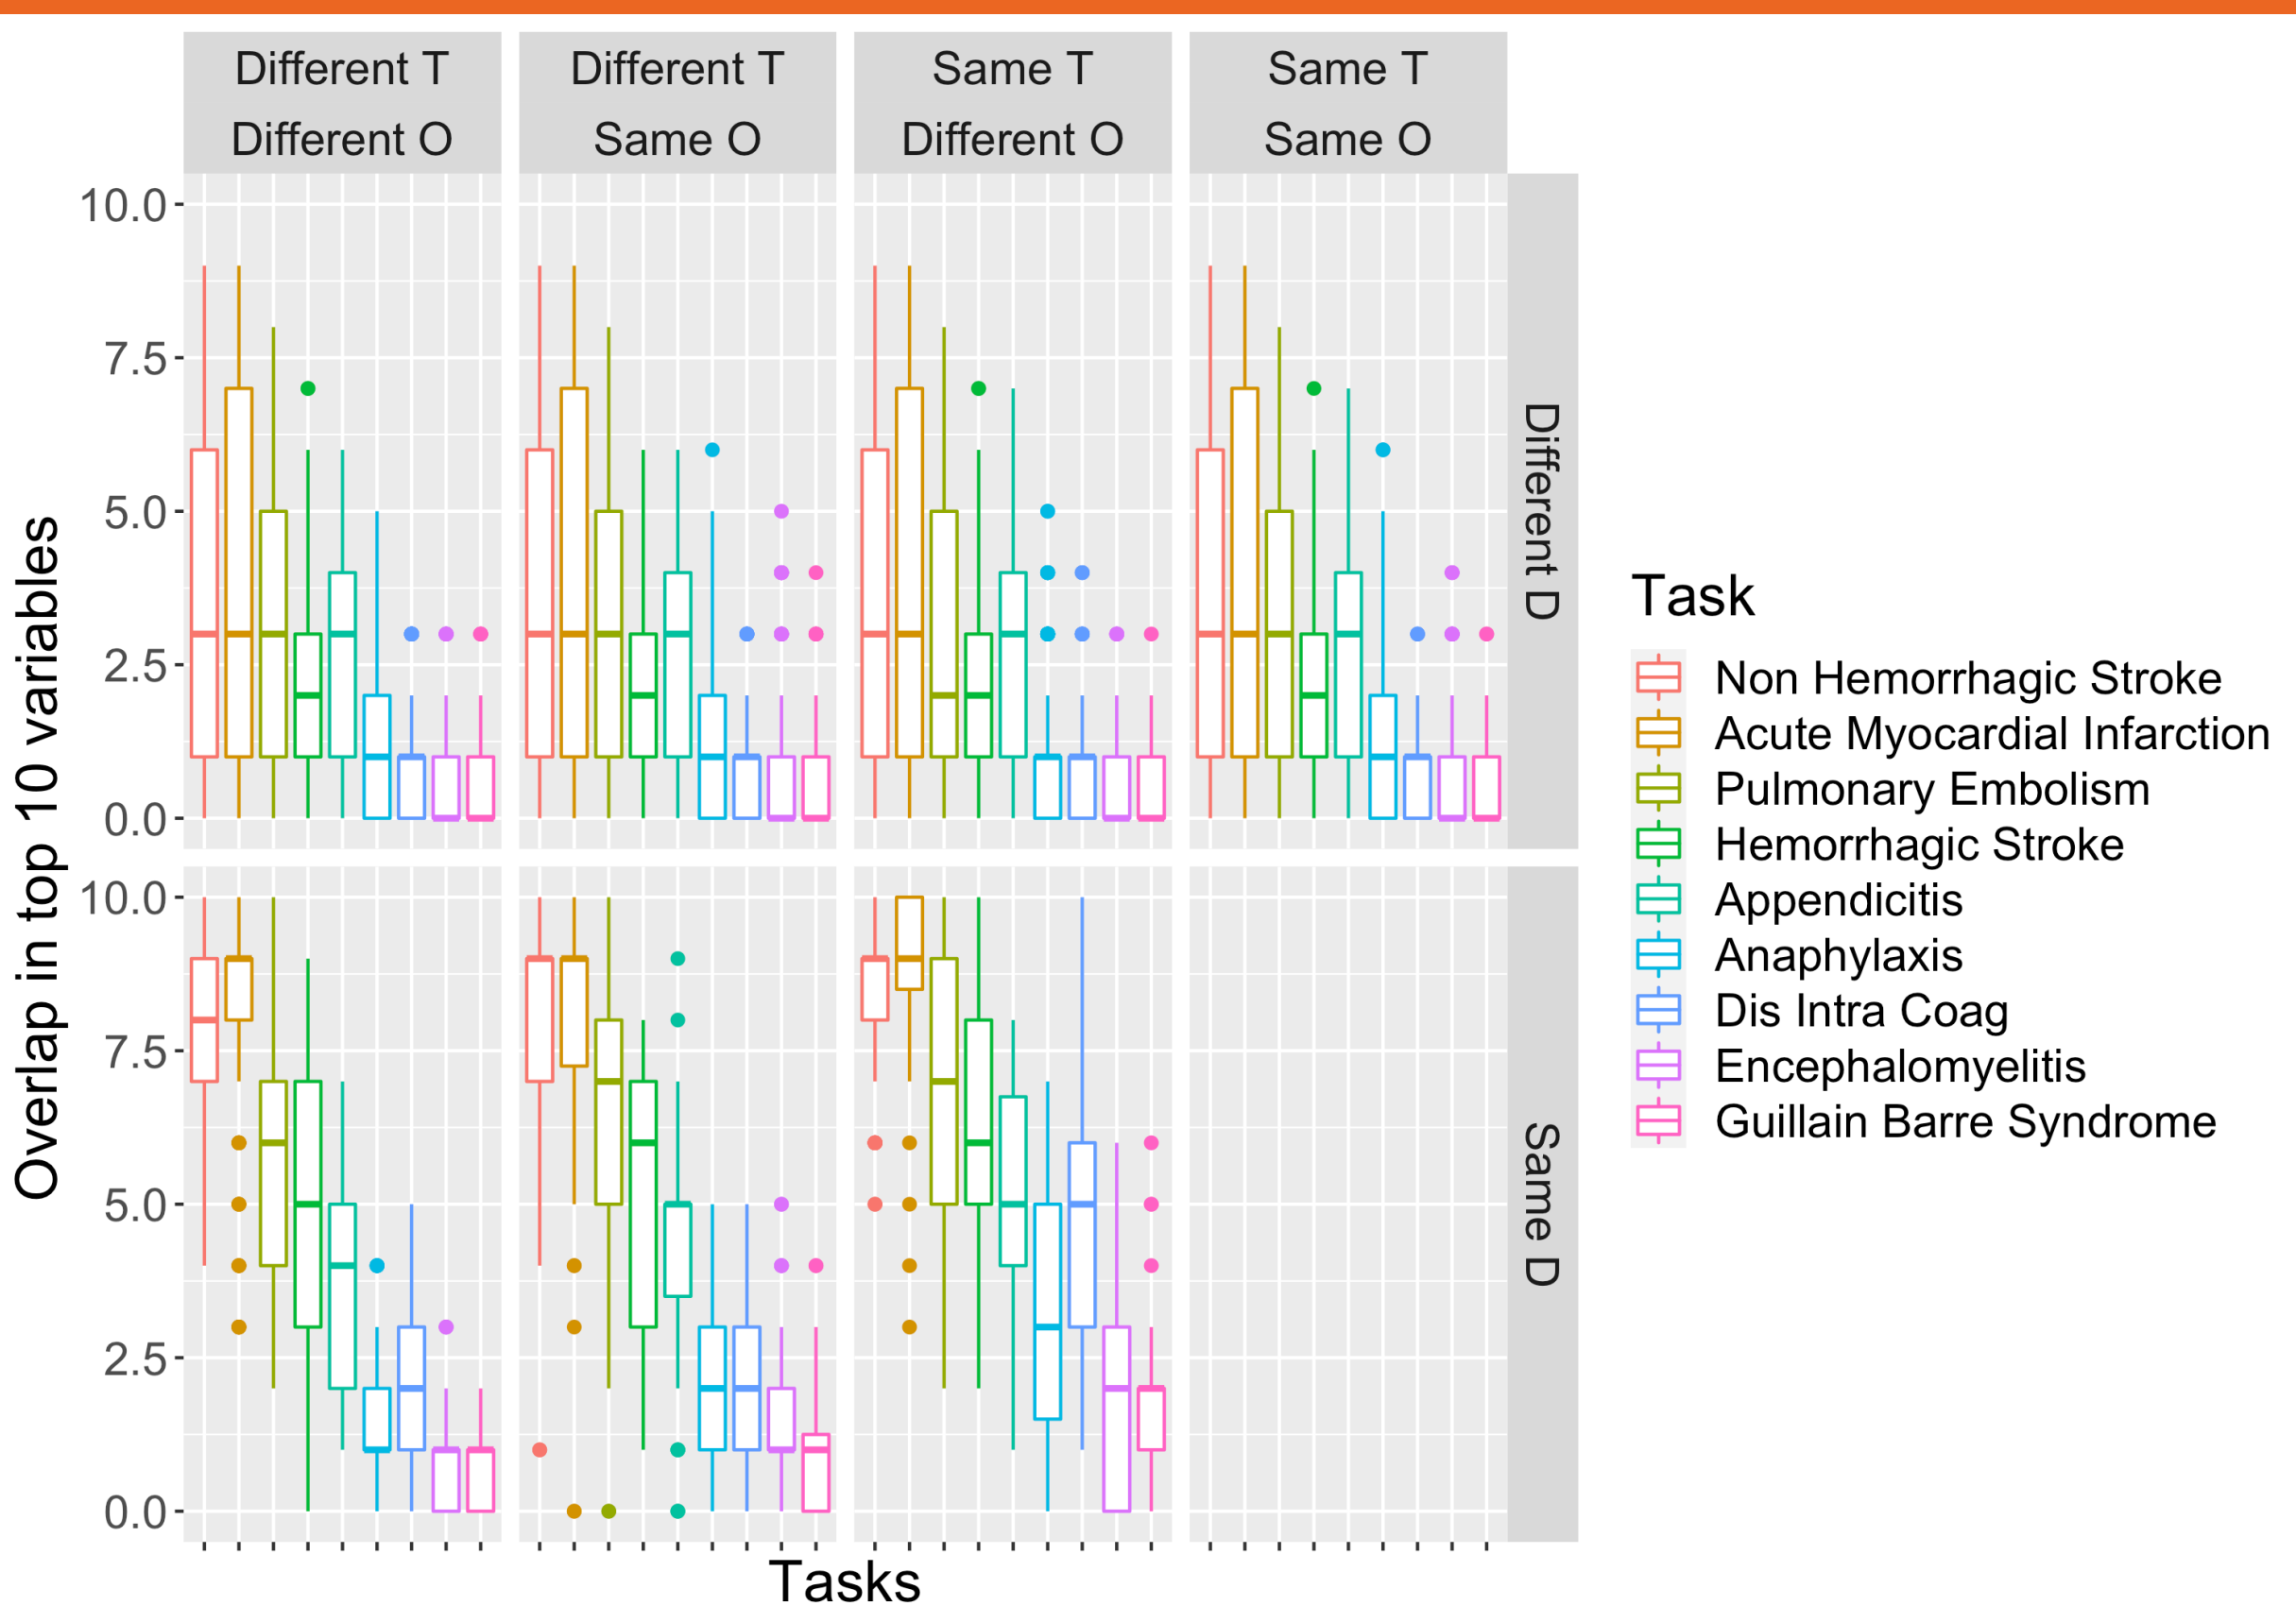 Different T
Different O
Different T
Same O
Same T
Different O
Same T
Same O
10.0
7.5
5.0
2.5
0.0
Different D
10.0
7.5
5.0
2.5
0.0
Same D
Overlap in top 10 variables
Tasks
Task
Non Hemorrhagic Stroke
Acute Myocardial Infarction
Pulmonary Embolism
Hemorrhagic Stroke
Appendicitis
Anaphylaxis
Dis Intra Coag
Encephalomyelitis
Guillain Barre Syndrome